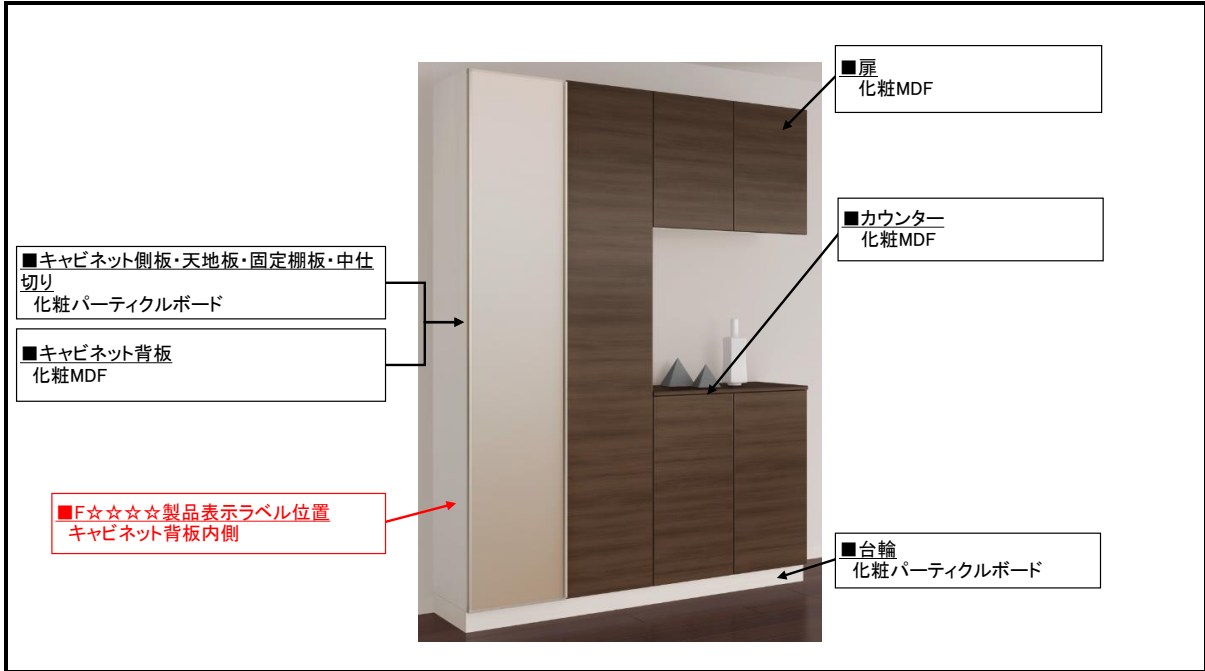 ■扉
化粧MDF
■カウンター
化粧MDF
■キャビネット側板・天地板・固定棚板・中仕
切り
化粧パーティクルボード
■キャビネット背板
化粧MDF
■F☆☆☆☆製品表示ラベル位置
キャビネット背板内側
■台輪
化粧パーティクルボード